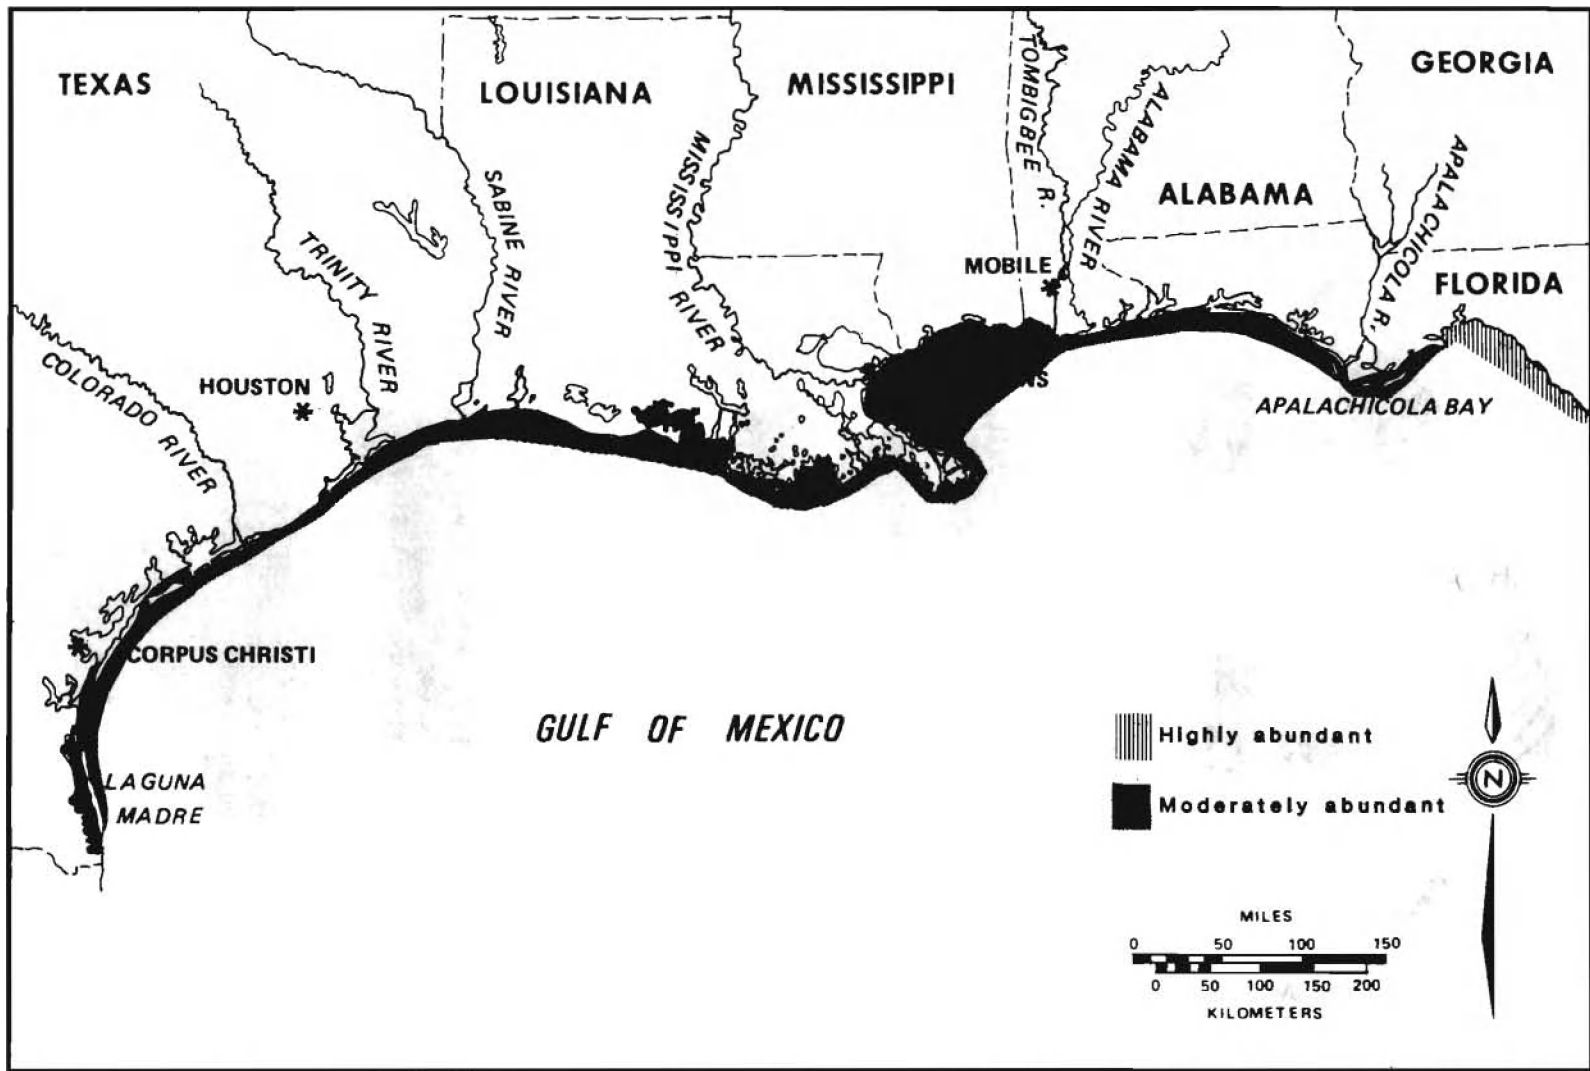 TEXAS
LOUISIANA
MISSISSIPPI
GEORGIA
TOMBIGBEE R.
ALABAMA RIVER
ALABAMA
APALACHICOLA R.
FLORIDA
SABINE RIVER
MISSISSIPPI RIVER
TRINITY RIVER
MOBILE
HOUSTON
COLORADO RIVER
NS
APALACHICOLA BAY
CORPUS CHRISTI
GULF OF MEXICO
LAGUNA
MADRE
Highly abundant
Moderately abundant
N
MILES
0 50 100 150
0 50 100 150 200
KILOMETERS